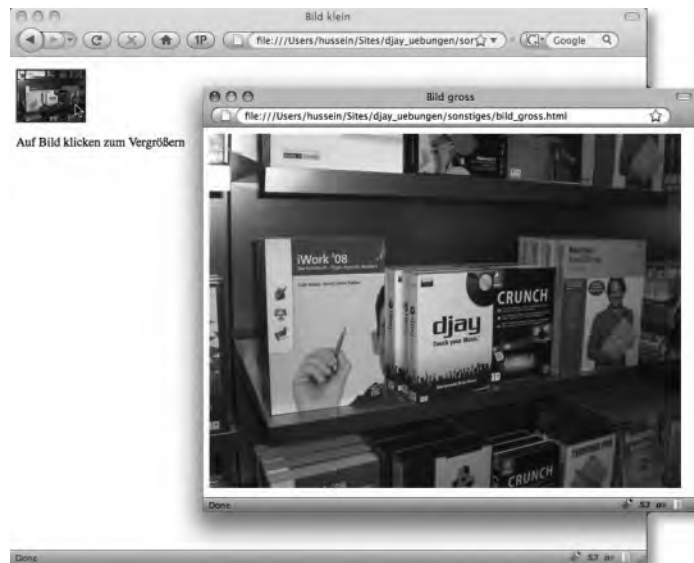 Bild klein
1P
file:///Users/hussein/Sites/djay_uebungen/sor
Google
Auf Bild klicken zum Vergrößern
Bild gross
file:///Users/hussein/Sites/djay_uebungen/sonstiges/bild_gross.html
iWork '08
djay
Touch your Music.
CRUNCH
CRUNCH
Done
Done